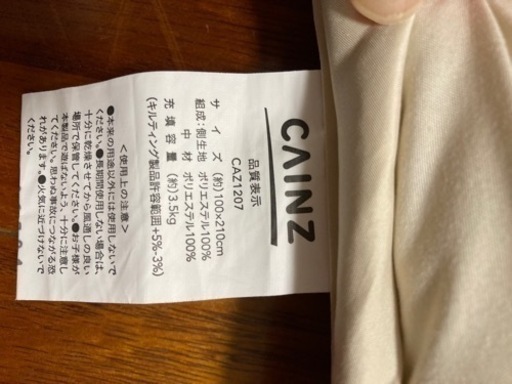 CAINZ
品質表示
CAZ1207
サイズ (約)100×210cm
組成:側生地 ポリエステル100%
中材 ポリエステル100%
充填容量 (約)3.5kg
(キルティング製品許容範囲+5%-3%)
<使用上の注意>
●本来の用途以外には使用しないで
ください。●長期間使用しない場合は、
十分に乾燥させてから風通しの良い
場所で保管してください。●お子様が
本製品で遊ばないよう、十分に注意し
てください。思わぬ事故につながる恐
れがあります。●火気に近づけないで
ください。